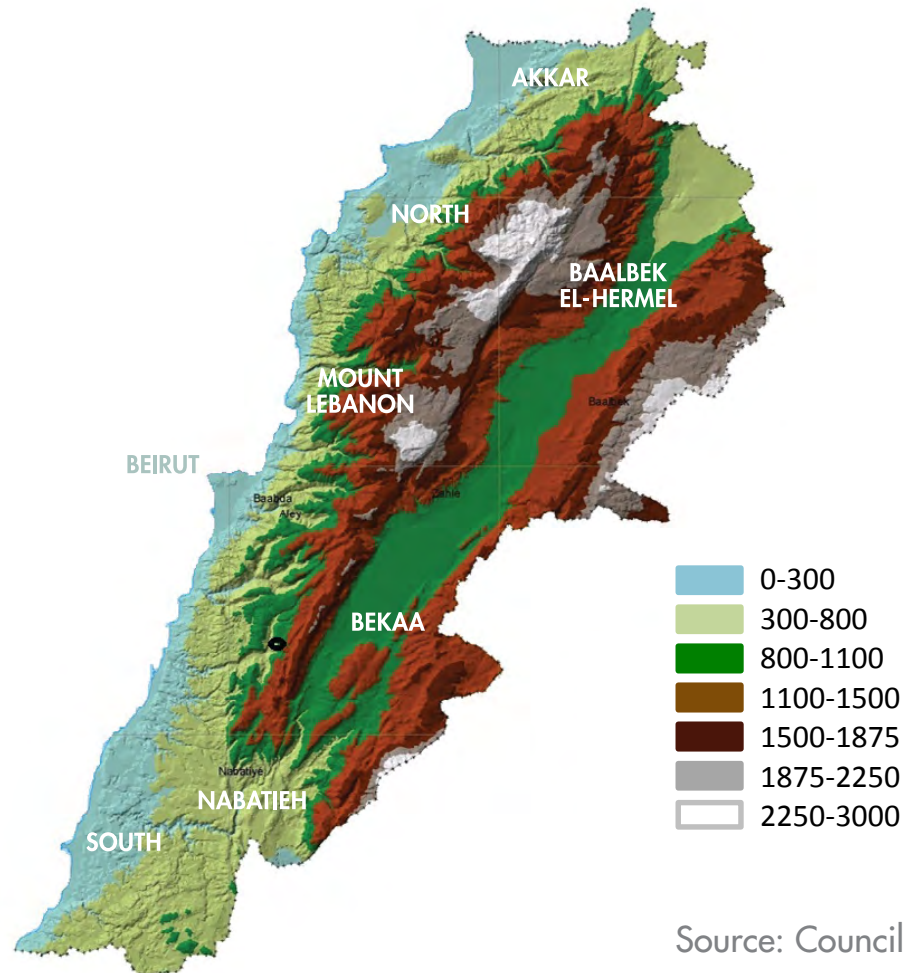 AKKAR
NORTH
BAALBEK
EL-HERMEL
MOUNT
LEBANON
Baalbek
BEIRUT
Zahle
Baabda
Aley
BEKAA
Nabatiyé
NABATIEH
SOUTH
0-300
300-800
800-1100
1100-1500
1500-1875
1875-2250
2250-3000
Source: Council